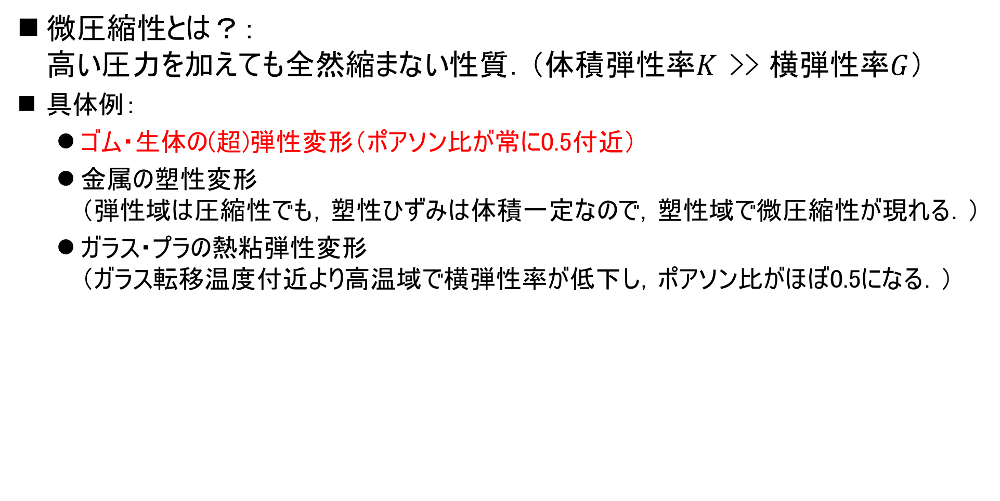 ■ 微圧縮性とは？:
高い圧力を加えても全然縮まない性質．（体積弾性率K >> 横弾性率G）
■ 具体例：
● ゴム・生体の(超)弾性変形（ポアソン比が常に0.5付近）
● 金属の塑性変形
（弾性域は圧縮性でも，塑性ひずみは体積一定なので，塑性域で微圧縮性が現れる．）
● ガラス・プラの熱粘弾性変形
（ガラス転移温度付近より高温域で横弾性率が低下し，ポアソン比がほぼ0.5になる．）